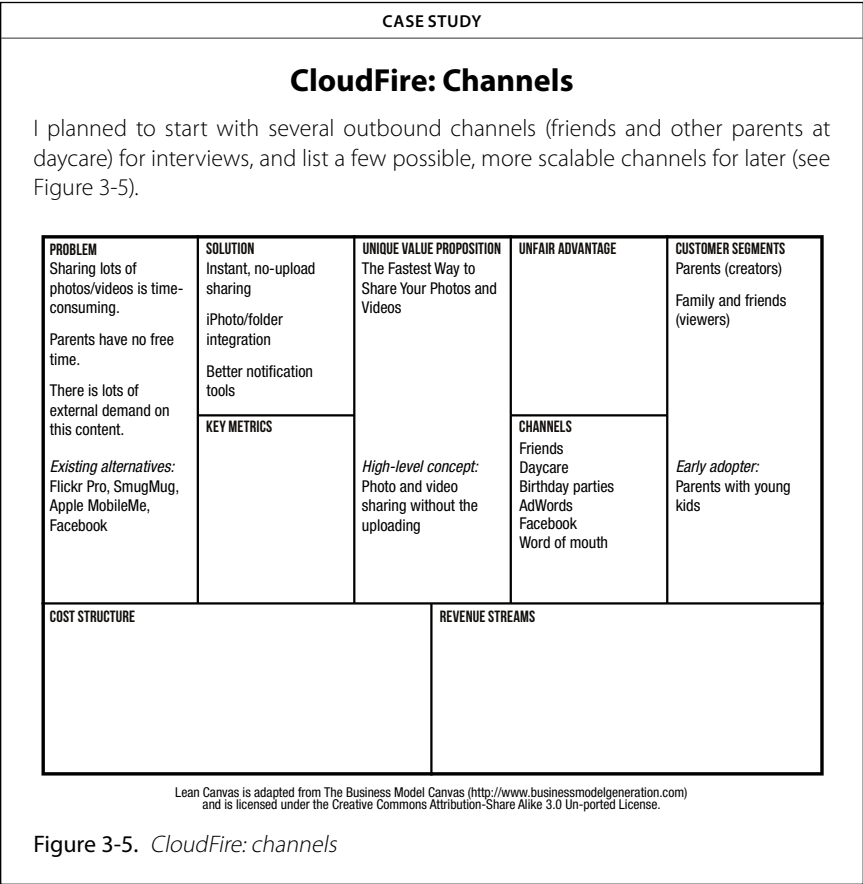 CASE STUDY
CloudFire: Channels
I planned to start with several outbound channels (friends and other parents at
daycare) for interviews, and list a few possible, more scalable channels for later (see
Figure 3-5).
PROBLEM
Sharing lots of
photos/videos is time-
consuming.
Parents have no free
time.
There is lots of
external demand on
this content.
Existing alternatives:
Flickr Pro, SmugMug,
Apple MobileMe,
Facebook
SOLUTION
Instant, no-upload
sharing
iPhoto/folder
integration
Better notification
tools
KEY METRICS
UNIQUE VALUE PROPOSITION
The Fastest Way to
Share Your Photos and
Videos
High-level concept:
Photo and video
sharing without the
uploading
UNFAIR ADVANTAGE
CHANNELS
Friends
Daycare
Birthday parties
AdWords
Facebook
Word of mouth
CUSTOMER SEGMENTS
Parents (creators)
Family and friends
(viewers)
Early adopter:
Parents with young
kids
COST STRUCTURE
REVENUE STREAMS
Lean Canvas is adapted from The Business Model Canvas (http://www.businessmodelgeneration.com)
and is licensed under the Creative Commons Attribution-Share Alike 3.0 Un-ported License.
Figure 3-5. CloudFire: channels